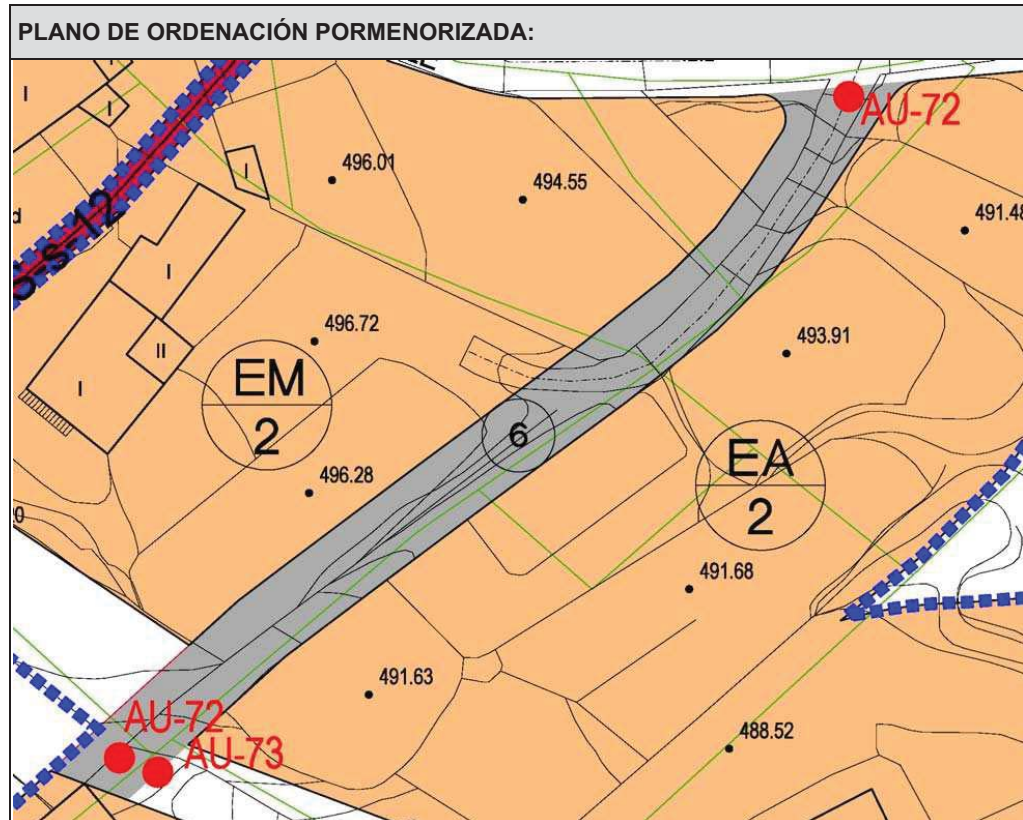 PLANO DE ORDENACIÓN PORMENORIZADA:
AU-72
I
I
I
496.01
494.55
491.48
d
S-s-12
I
496.72
493.91
II
EM
2
I
6
EA
2
496.28
491.68
491.63
488.52
AU-72
AU-73